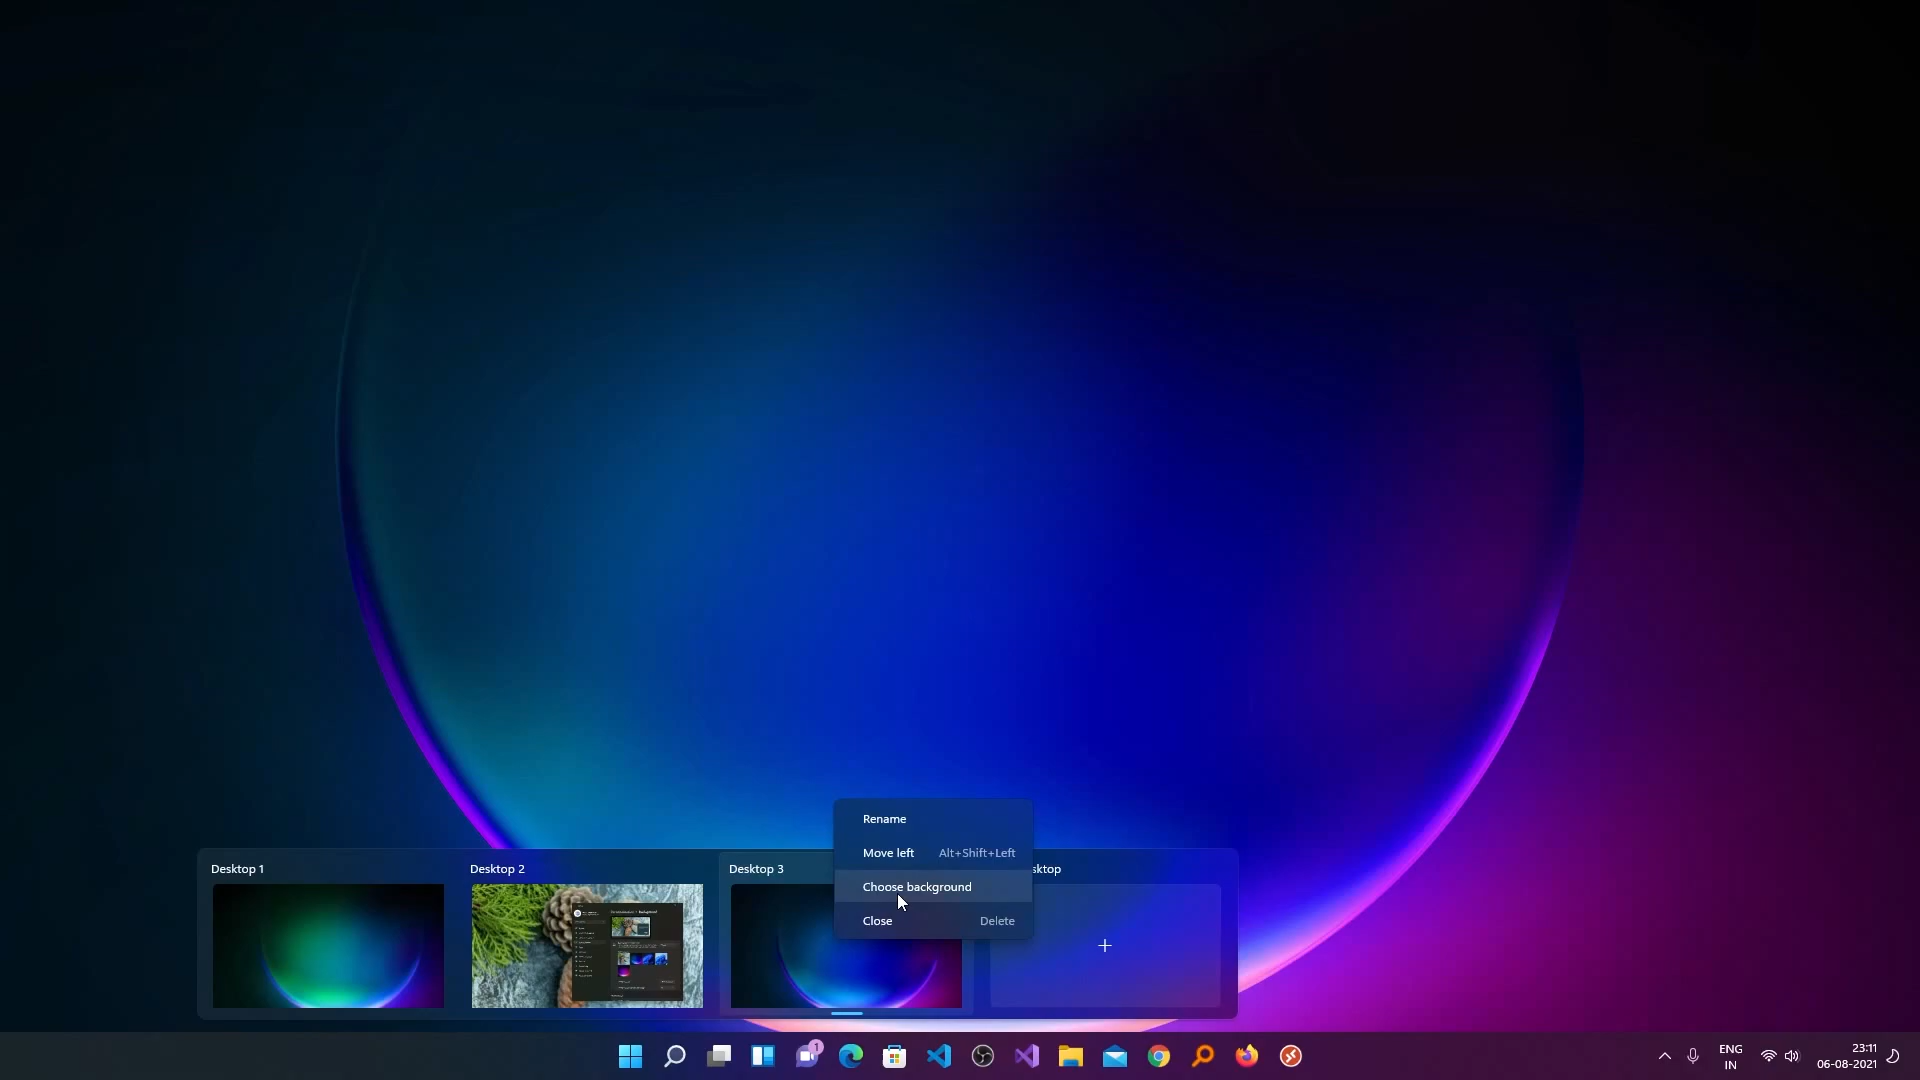 Rename
Move left Alt+Shift+Left
Choose background
Close Delete
Desktop 1
Desktop 2
Desktop 3
sktop
1
ENG
IN
23:11
06-08-2021